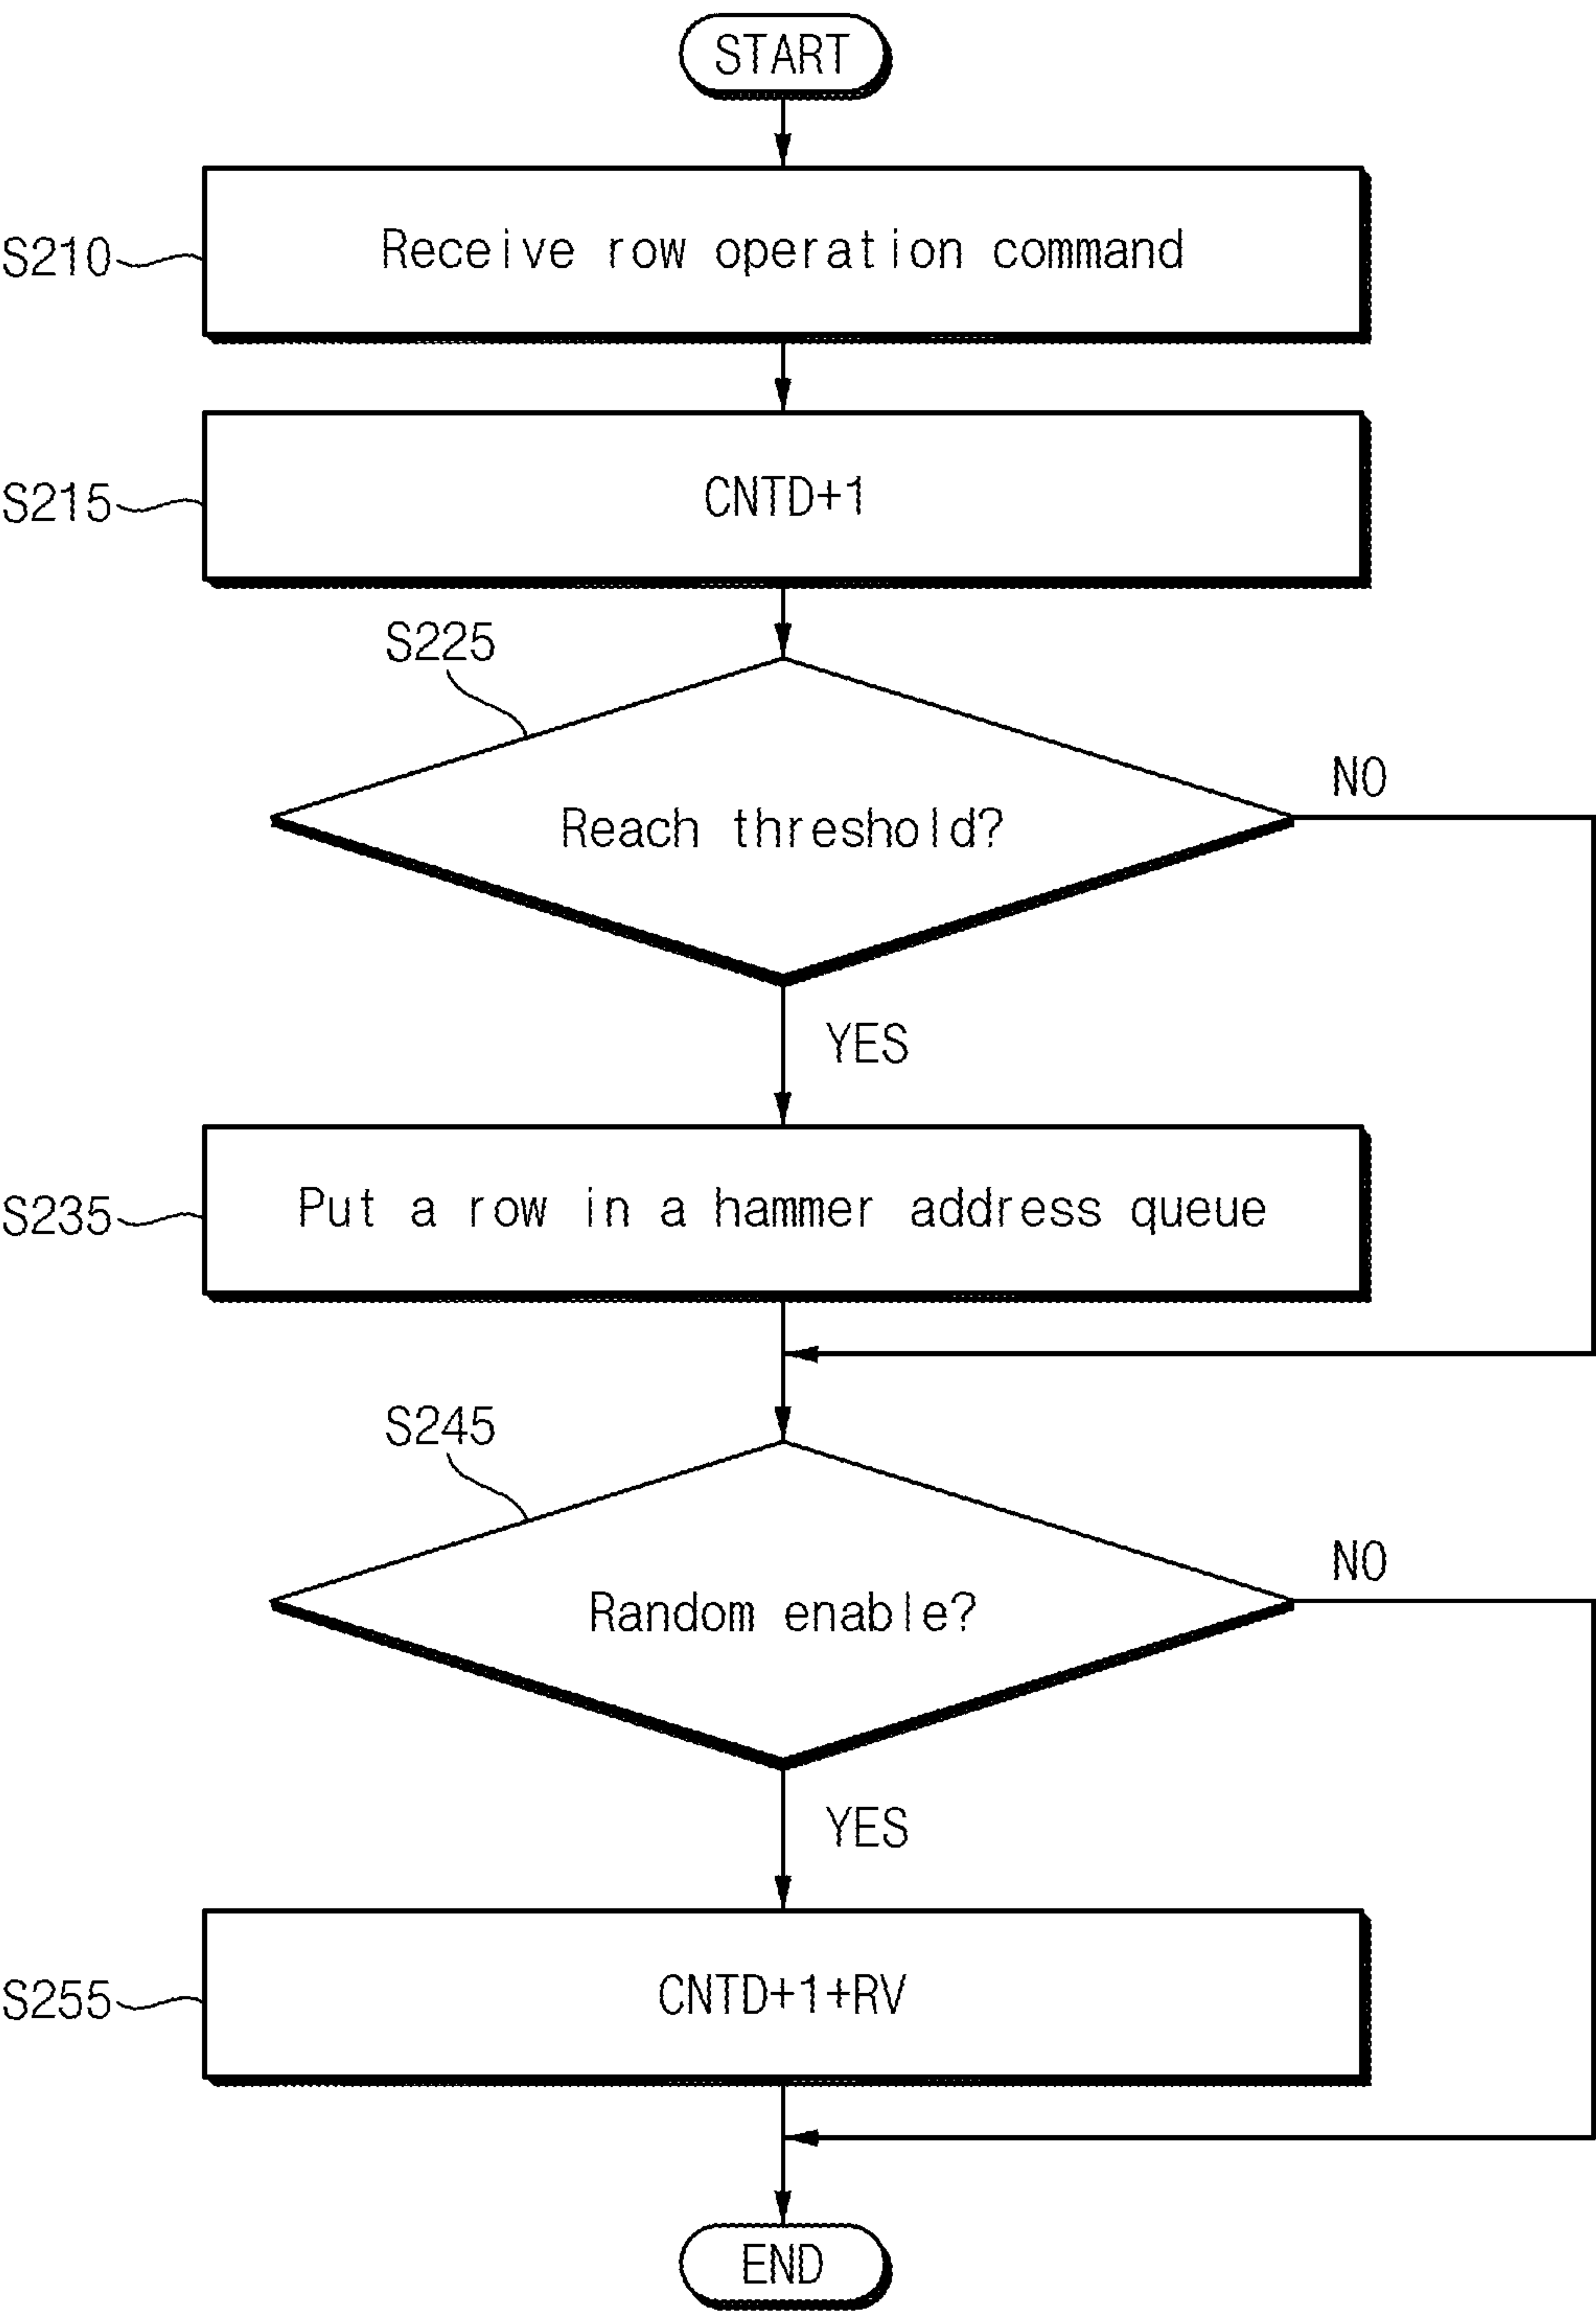 START
S210
Receive row operation command
S215
CNTD+1
S225
Reach threshold?
NO
YES
S235
Put a row in a hammer address queue
S245
Random enable?
NO
YES
S255
CNTD+1+RV
END